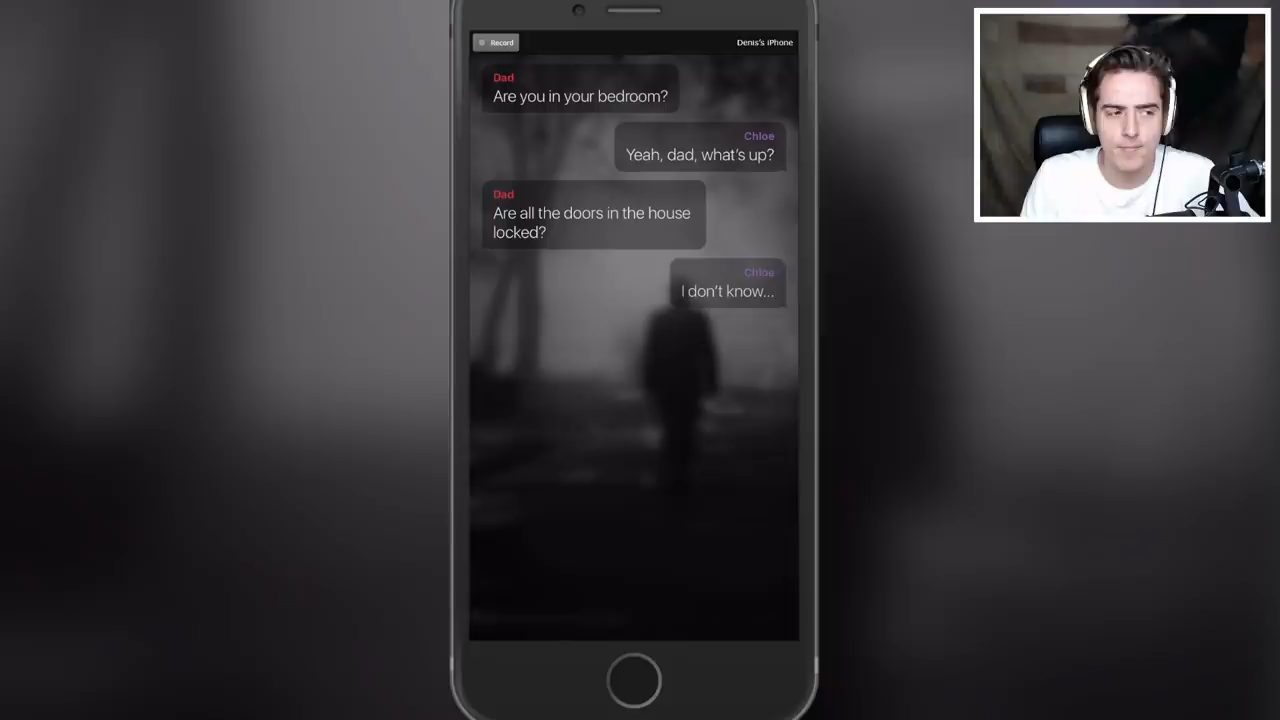 Record
Denis's iPhone
Dad
Are you in your bedroom?
Chloe
Yeah, dad, what's up?
Dad
Are all the doors in the house
locked?
Chloe
I don't know...